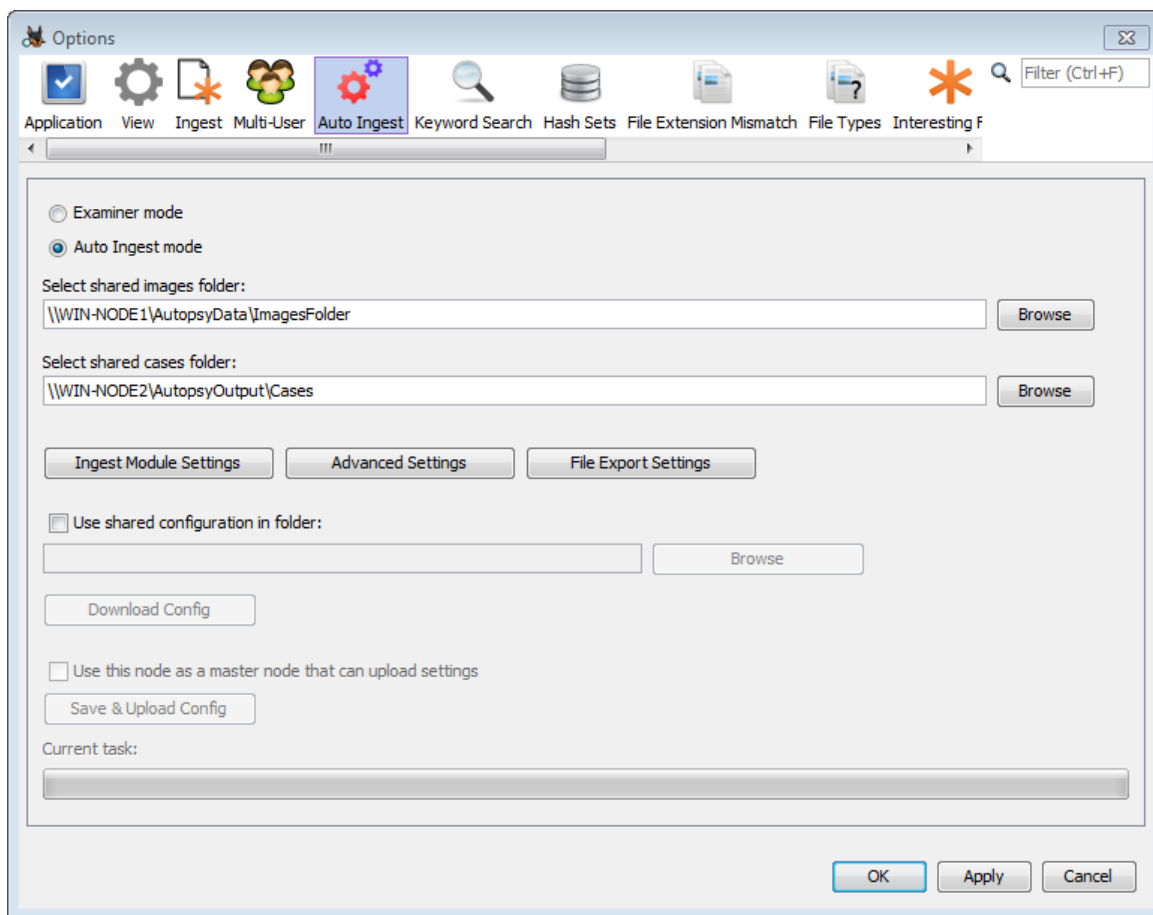 Options
Filter (Ctrl+F)
Application View Ingest Multi-User Auto Ingest Keyword Search Hash Sets File Extension Mismatch File Types Interesting F
Examiner mode
Auto Ingest mode
Select shared images folder:
\\WIN-NODE1\AutopsyData\ImagesFolder Browse
Select shared cases folder:
\\WIN-NODE2\AutopsyOutput\Cases Browse
Ingest Module Settings Advanced Settings File Export Settings
Use shared configuration in folder:
Browse
Download Config
Use this node as a master node that can upload settings
Save & Upload Config
Current task:
OK Apply Cancel